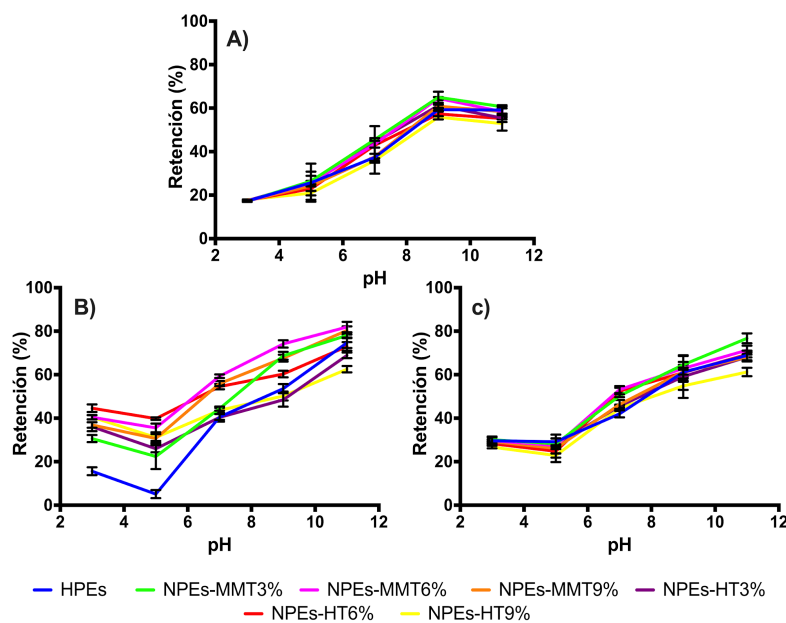 A)
Retención (%)
100
80
60
40
20
0
2 4 6 8 10 12
pH
B)
Retención (%)
100
80
60
40
20
0
2 4 6 8 10 12
pH
c)
Retención (%)
100
80
60
40
20
0
2 4 6 8 10 12
pH
HPEs NPEs-MMT3% NPEs-MMT6% NPEs-MMT9% NPEs-HT3%
NPEs-HT6% NPEs-HT9%